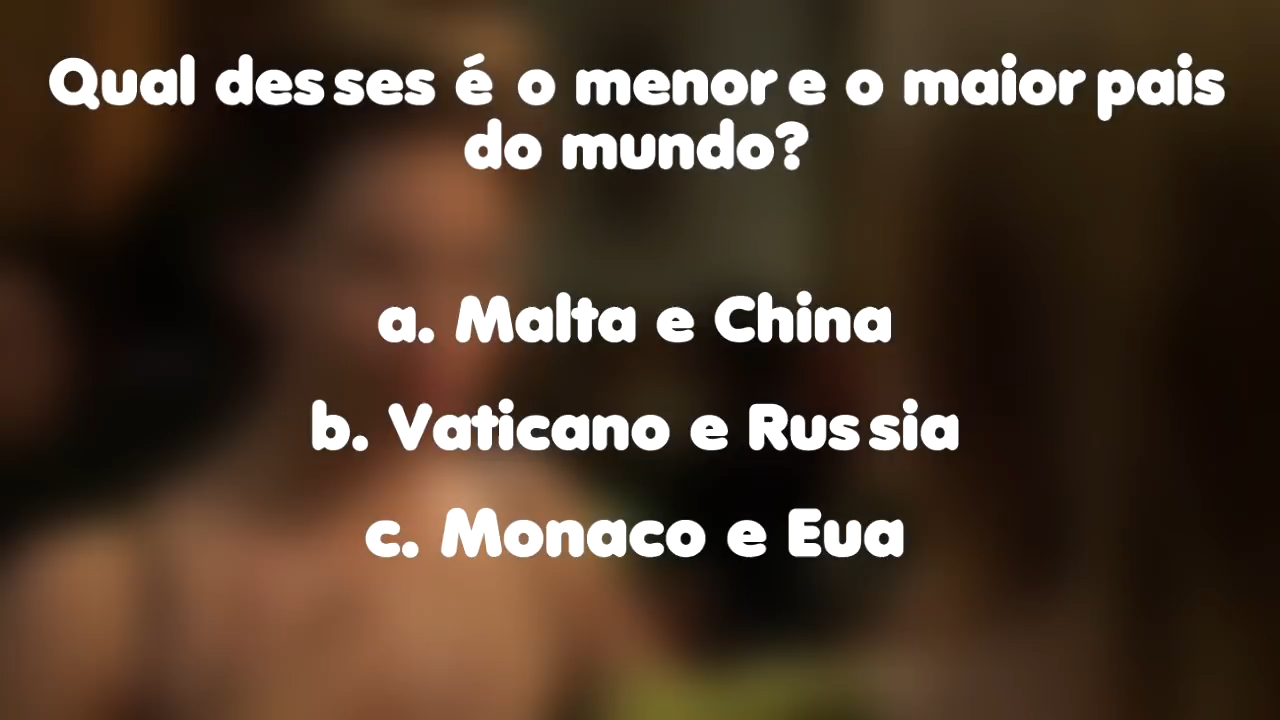 Qual desses é o menor e o maior pais
do mundo?
a. Malta e China
b. Vaticano e Russia
c. Monaco e Eua